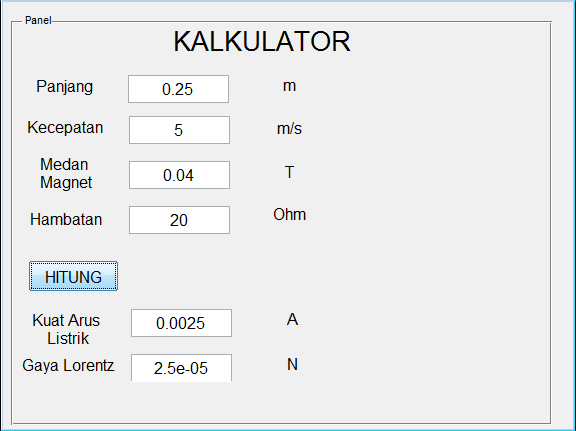 Panel
KALKULATOR
Panjang 0.25 m
Kecepatan 5 m/s
Medan
Magnet 0.04 T
Hambatan 20 Ohm
HITUNG
Kuat Arus
Listrik 0.0025 A
Gaya Lorentz 2.5e-05 N